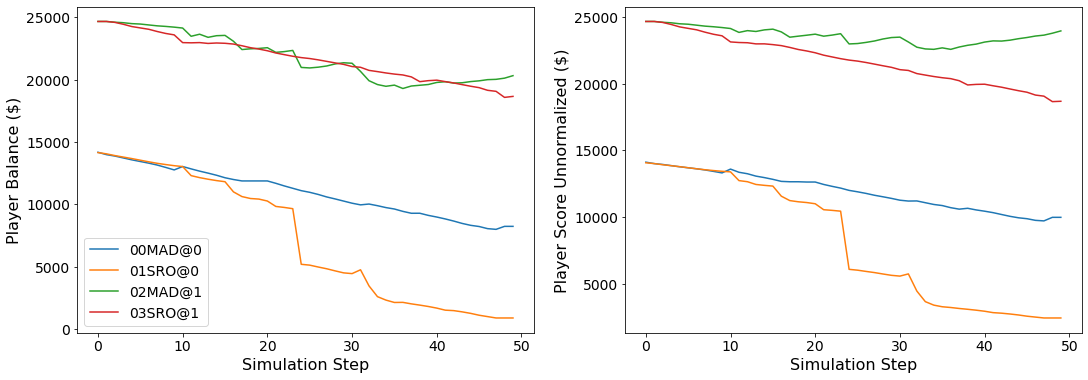 25000
20000
15000
10000
5000
0
Player Balance ($)
00MAD@0
01SRO@0
02MAD@1
03SRO@1
0 10 20 30 40 50
Simulation Step
25000
20000
15000
10000
5000
Player Score Unnormalized ($)
0 10 20 30 40 50
Simulation Step